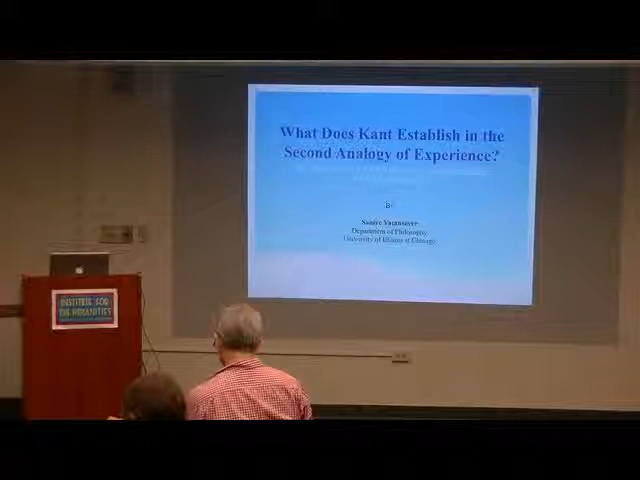 What Does Kant Establish in the
Second Analogy of Experience?
By
Department of Philosophy
University of Illinois at Chicago
INSTITUTE FOR
THE HUMANITIES